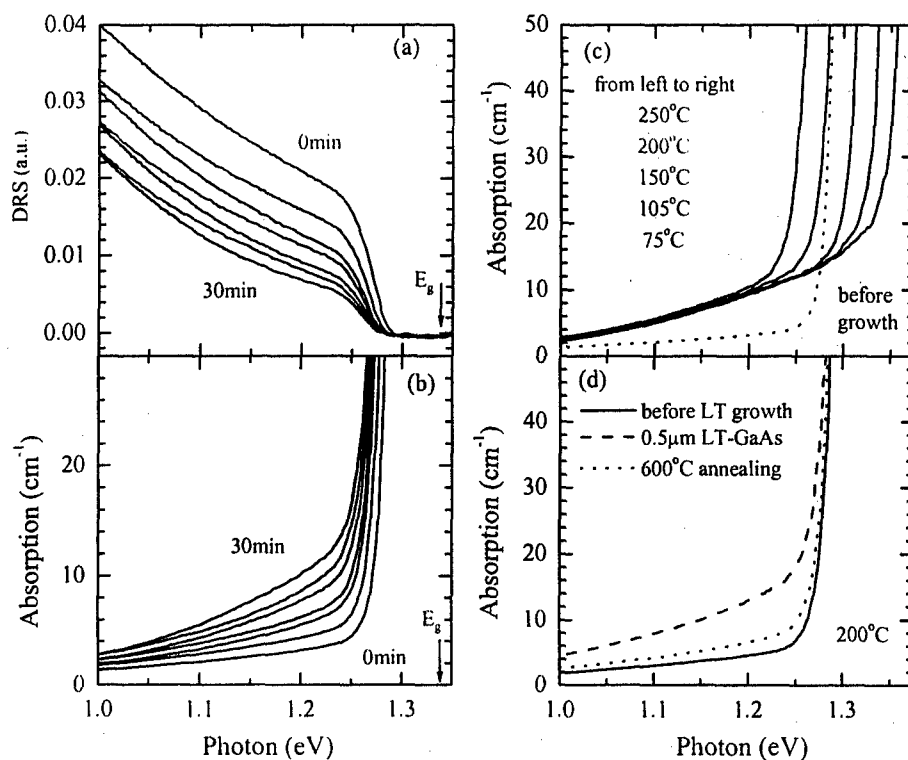 0.04
0.03
0.02
0.01
0.00
DRS (a.u.)
(a)
0min
30min
E_g
20
10
0
Absorption (cm⁻¹)
(b)
30min
0min
E_g
1.0
1.1
1.2
1.3
Photon (eV)
50
40
30
20
10
0
Absorption (cm⁻¹)
(c)
from left to right
250°C
200°C
150°C
105°C
75°C
before
growth
40
30
20
10
0
Absorption (cm⁻¹)
(d)
before LT growth
0.5μm LT-GaAs
600°C annealing
200°C
1.0
1.1
1.2
1.3
Photon (eV)